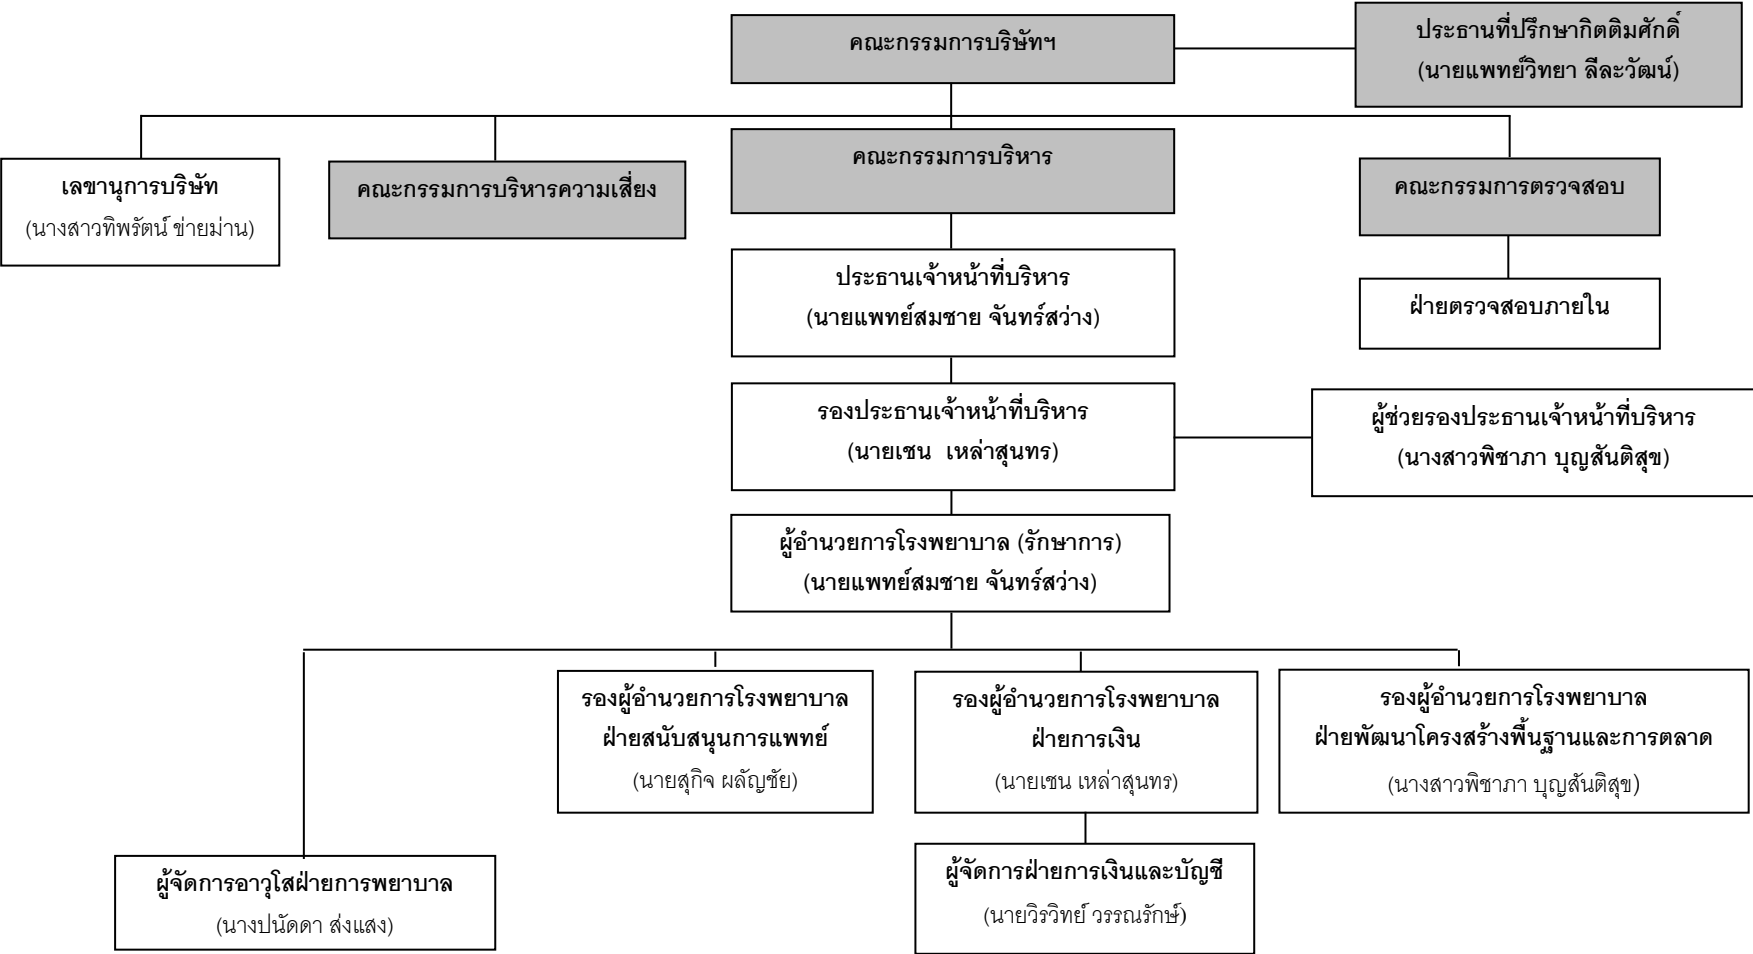 คณะกรรมการบริษัทฯ
ประธานที่ปรึกษากิตติมศักดิ์
(นายแพทย์วิทยา ลีละวัฒน์)
เลขานุการบริษัท
(นางสาวทิพรัตน์ ข่ายม่าน)
คณะกรรมการบริหารความเสี่ยง
คณะกรรมการบริหาร
คณะกรรมการตรวจสอบ
ประธานเจ้าหน้าที่บริหาร
(นายแพทย์สมชาย จันทร์สว่าง)
ฝ่ายตรวจสอบภายใน
รองประธานเจ้าหน้าที่บริหาร
(นายเชน เหล่าสุนทร)
ผู้ช่วยรองประธานเจ้าหน้าที่บริหาร
(นางสาวพิชาภา บุญสันติสุข)
ผู้อำนวยการโรงพยาบาล (รักษาการ)
(นายแพทย์สมชาย จันทร์สว่าง)
รองผู้อำนวยการโรงพยาบาล
ฝ่ายสนับสนุนการแพทย์
(นายสุกิจ ผลัญชัย)
รองผู้อำนวยการโรงพยาบาล
ฝ่ายการเงิน
(นายเชน เหล่าสุนทร)
รองผู้อำนวยการโรงพยาบาล
ฝ่ายพัฒนาโครงสร้างพื้นฐานและการตลาด
(นางสาวพิชาภา บุญสันติสุข)
ผู้จัดการอาวุโสฝ่ายการพยาบาล
(นางปนัดดา ส่งแสง)
ผู้จัดการฝ่ายการเงินและบัญชี
(นายวิรวิทย์ วรรณรักษ์)